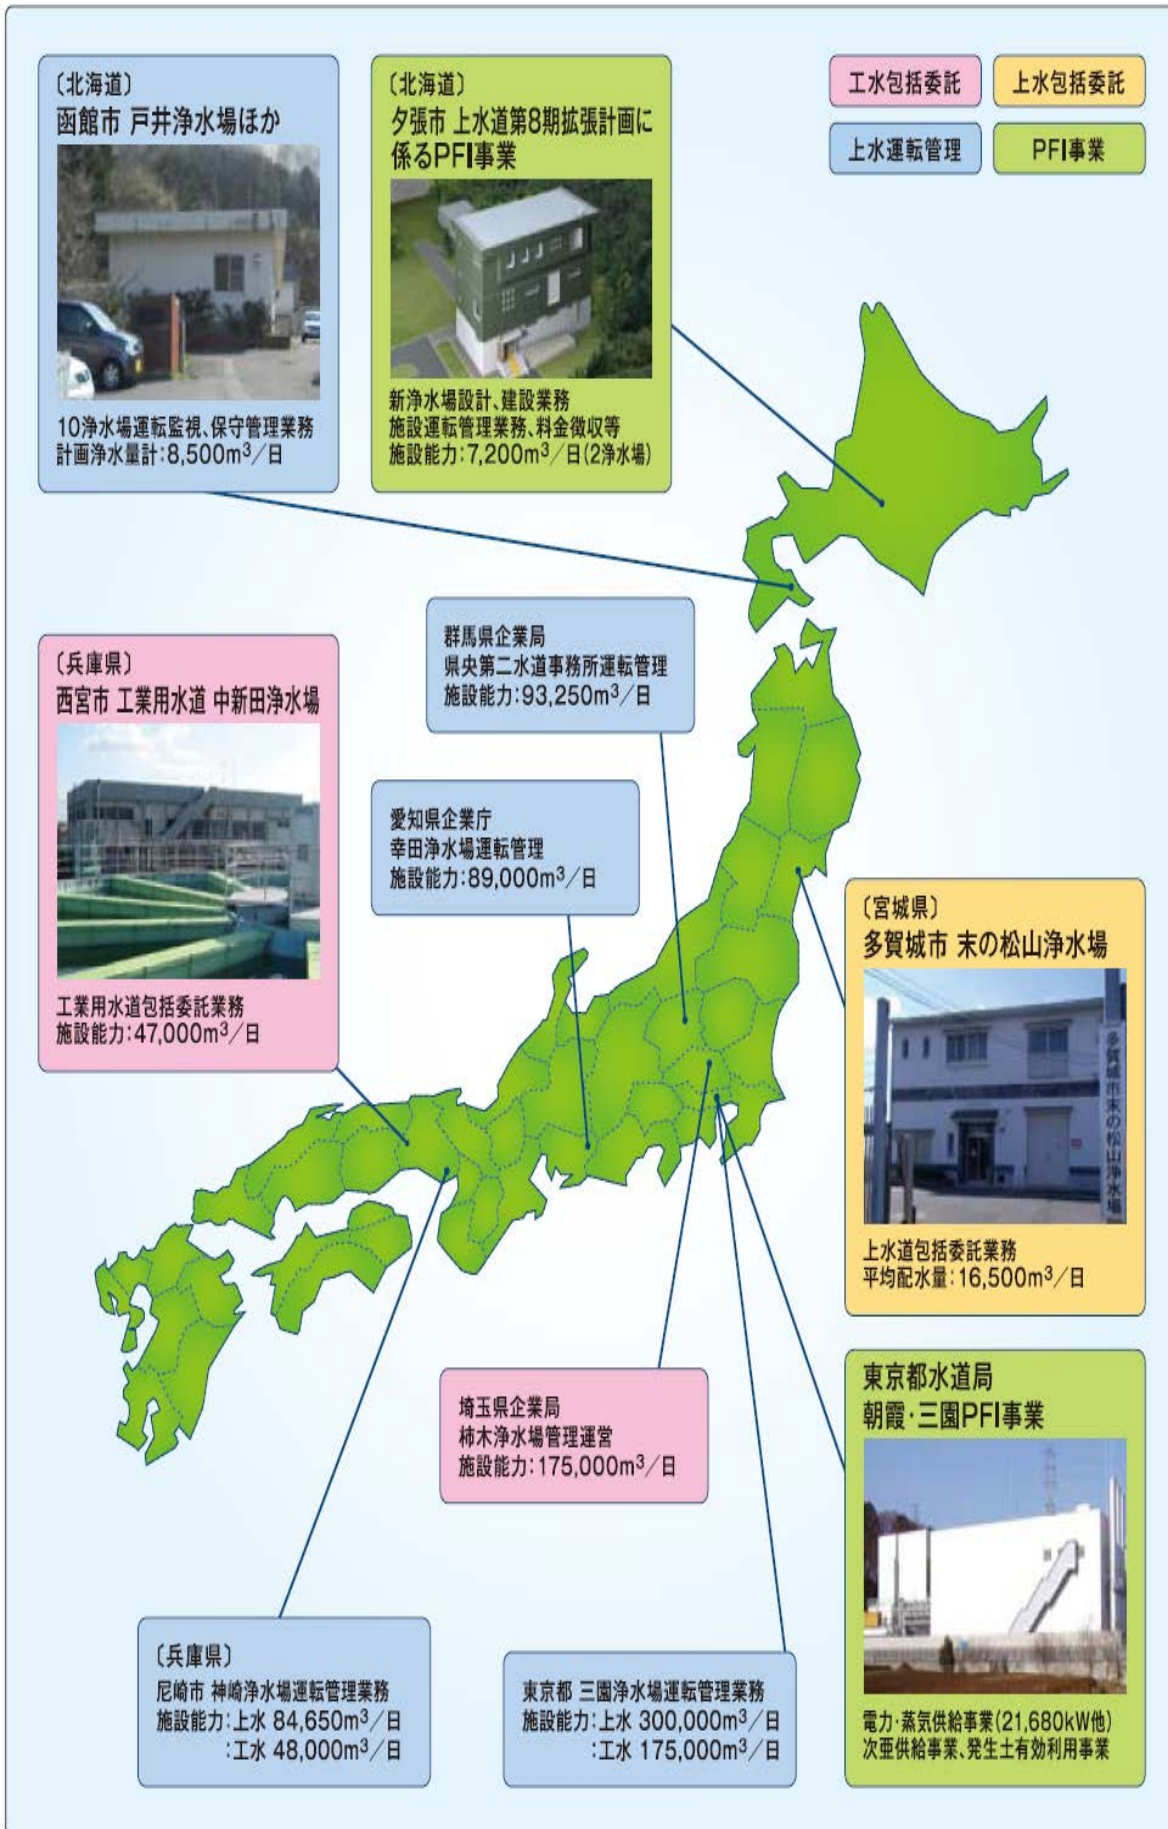 〔北海道〕
函館市 戸井浄水場ほか
10浄水場運転監視、保守管理業務
計画浄水量計：8,500m³／日
〔北海道〕
夕張市 上水道第8期拡張計画に
係るPFI事業
新浄水場設計、建設業務
施設運転管理業務、料金徴収等
施設能力：7,200m³／日（2浄水場）
工水包括委託
上水包括委託
上水運転管理
PFI事業
群馬県企業局
県央第二水道事務所運転管理
施設能力：93,250m³／日
〔兵庫県〕
西宮市 工業用水道 中新田浄水場
工業用水道包括委託業務
施設能力：47,000m³／日
愛知県企業庁
幸田浄水場運転管理
施設能力：89,000m³／日
〔宮城県〕
多賀城市 末の松山浄水場
多賀城市末の松山浄水場
上水道包括委託業務
平均配水量：16,500m³／日
埼玉県企業局
柿木浄水場管理運営
施設能力：175,000m³／日
東京都水道局
朝霞・三園PFI事業
電力・蒸気供給事業（21,680kW他）
次亜供給事業、発生土有効利用事業
〔兵庫県〕
尼崎市 神崎浄水場運転管理業務
施設能力：上水 84,650m³／日
：工水 48,000m³／日
東京都 三園浄水場運転管理業務
施設能力：上水 300,000m³／日
：工水 175,000m³／日